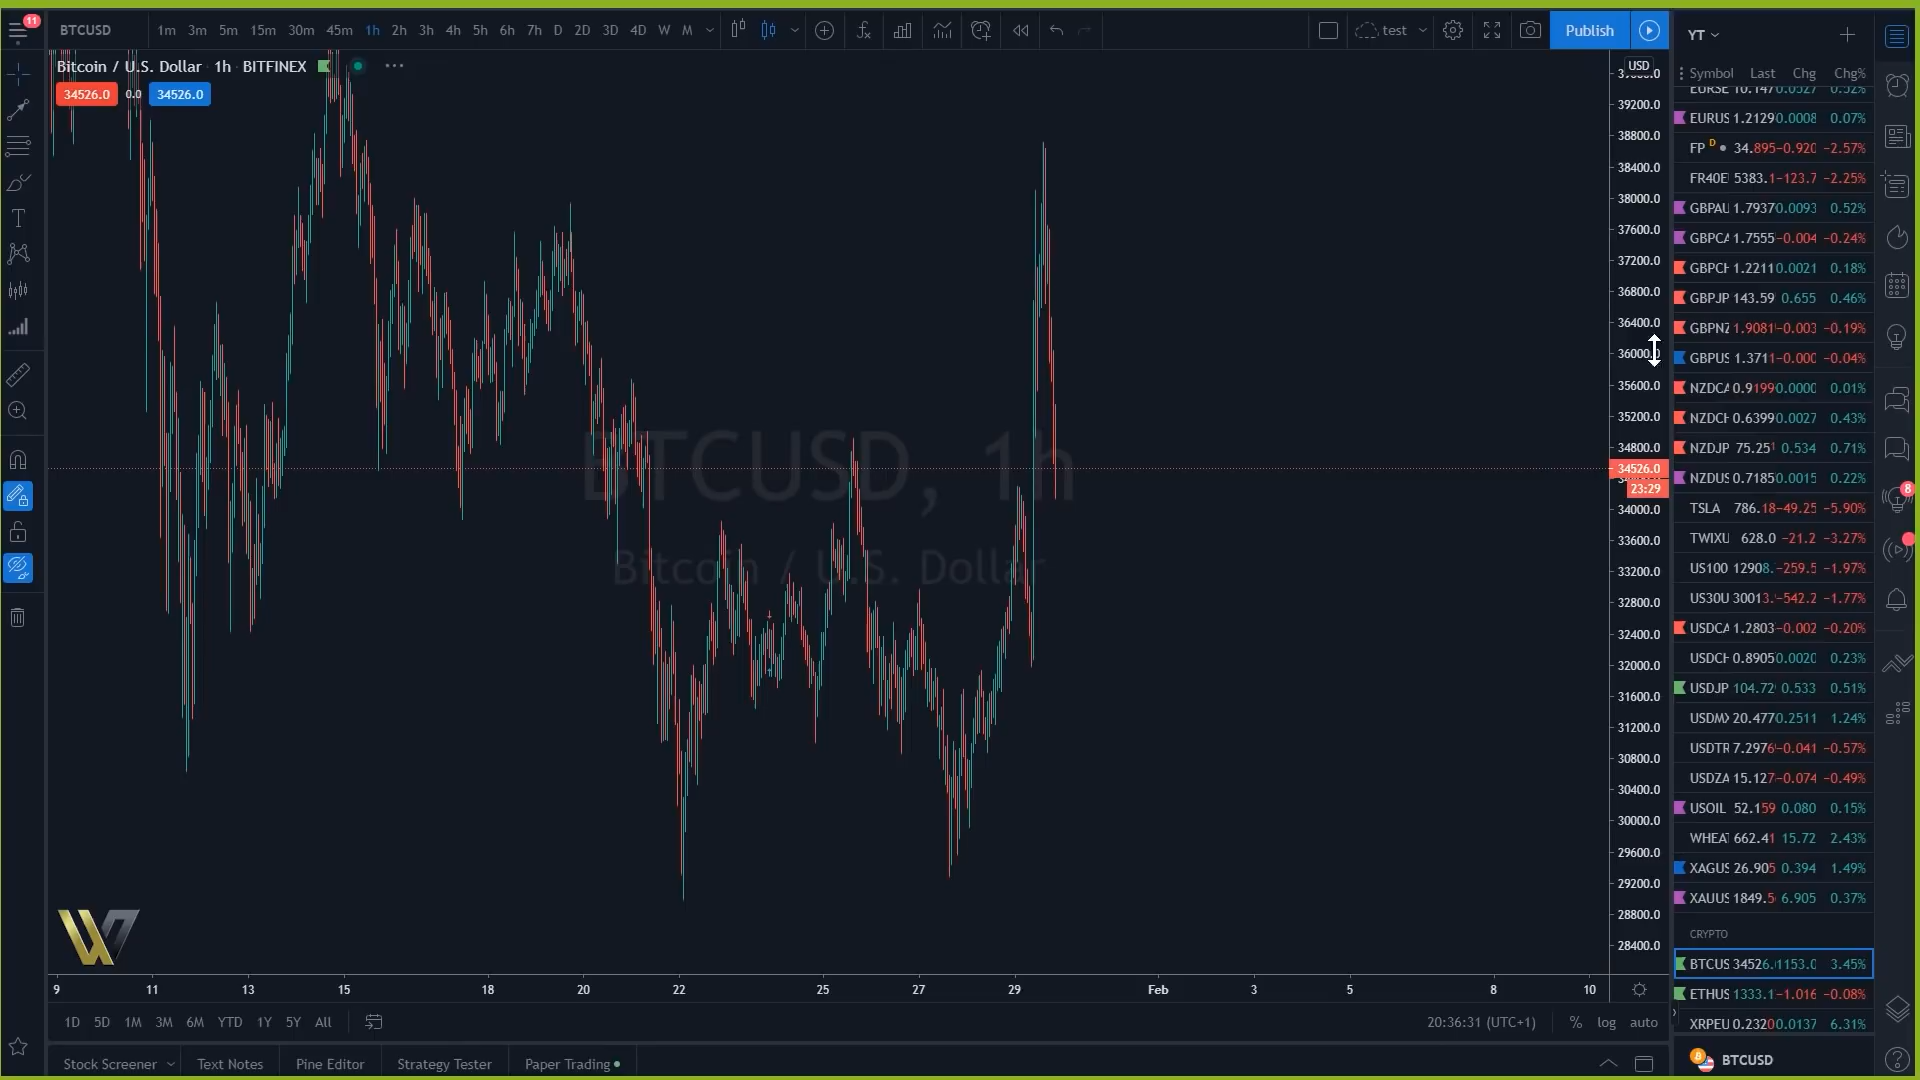 11
BTCUSD 1m 3m 5m 15m 30m 45m 1h 2h 3h 4h 5h 6h 7h D 2D 3D 4D W M
test Publish
Bitcoin / U.S. Dollar 1h BITFINEX
34526.0 0.0 34526.0
BTCUSD, 1h
Bitcoin / U.S. Dollar
USD
39200.0
38800.0
38400.0
38000.0
37600.0
37200.0
36800.0
36400.0
36000.0
35600.0
35200.0
34800.0
34526.0
23:29
34000.0
33600.0
33200.0
32800.0
32400.0
32000.0
31600.0
31200.0
30800.0
30400.0
30000.0
29600.0
29200.0
28800.0
28400.0
9 11 13 15 18 20 22 25 27 29 Feb 3 5 8 10
1D 5D 1M 3M 6M YTD 1Y 5Y All
20:36:31 (UTC+1) % log auto
Stock Screener Text Notes Pine Editor Strategy Tester Paper Trading
YT
Symbol Last Chg Chg%
EURUS 1.2129 0.0008 0.07%
FP D 34.895 −0.920 −2.57%
FR40E 5383.1 −123.7 −2.25%
GBPAU 1.7937 0.0093 0.52%
GBPCA 1.7555 −0.004 −0.24%
GBPCH 1.2211 0.0021 0.18%
GBPJP 143.59 0.655 0.46%
GBPNZ 1.9081 −0.003 −0.19%
GBPUS 1.3711 −0.000 −0.04%
NZDCA 0.9199 0.0000 0.01%
NZDCH 0.6399 0.0027 0.43%
NZDJP 75.25 0.534 0.71%
NZDUS 0.7185 0.0015 0.22%
TSLA 786.18 −49.25 −5.90%
TWIXU 628.0 −21.2 −3.27%
US100 12908. −259.5 −1.97%
US30U 30013. −542.2 −1.77%
USDCA 1.2803 −0.002 −0.20%
USDCH 0.8905 0.0020 0.23%
USDJP 104.72 0.533 0.51%
USDMX 20.477 0.2511 1.24%
USDTR 7.2976 −0.041 −0.57%
USDZA 15.127 −0.074 −0.49%
USOIL 52.159 0.080 0.15%
WHEAT 662.41 15.72 2.43%
XAGUS 26.905 0.394 1.49%
XAUUS 1849.5 6.905 0.37%
CRYPTO
BTCUS 34526. 1153.0 3.45%
ETHUS 1333.1 −1.016 −0.08%
XRPEU 0.2320 0.0137 6.31%
BTCUSD
8